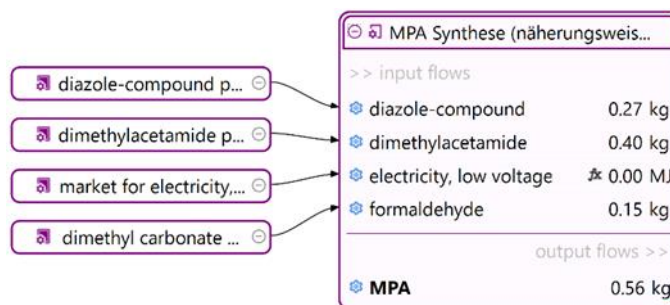 diazole-compound p...
dimethylacetamide p...
market for electricity,...
dimethyl carbonate ...
MPA Synthese (näherungsweis...
>> input flows
diazole-compound 0.27 kg
dimethylacetamide 0.40 kg
electricity, low voltage fx 0.00 MJ
formaldehyde 0.15 kg
output flows >>
MPA 0.56 kg